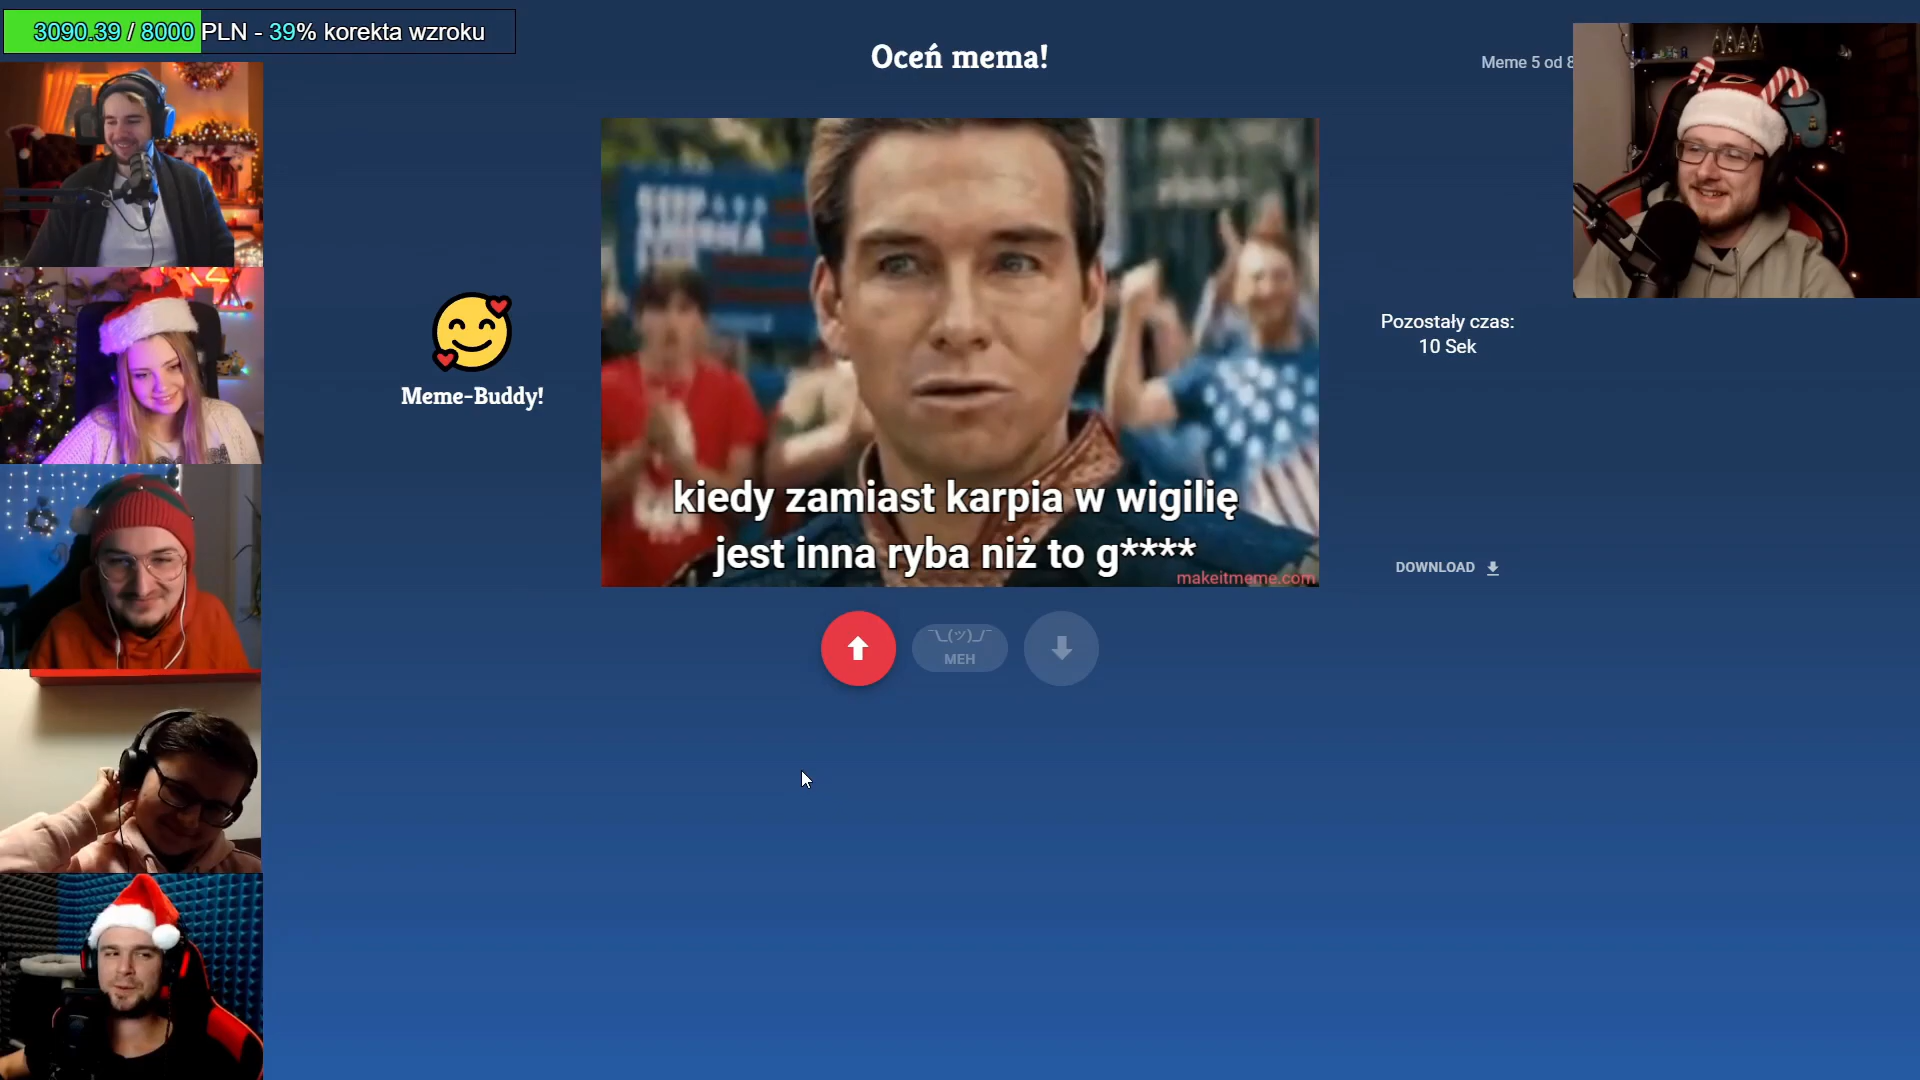 3090.39 / 8000 PLN - 39% korekta wzroku
Oceń mema!
Meme 5 od 8
Meme-Buddy!
Pozostały czas:
10 Sek
kiedy zamiast karpia w wigilię
jest inna ryba niż to g****
makeitmeme.com
DOWNLOAD
¯\_(ツ)_/¯
MEH